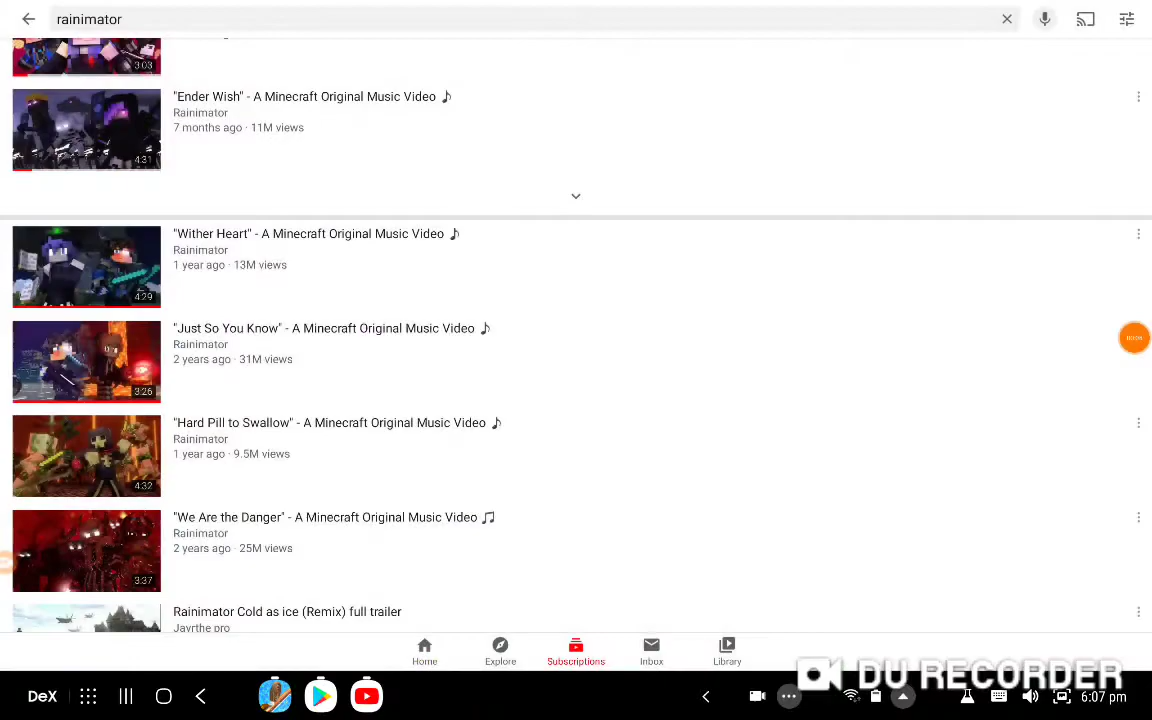 rainimator
3:03
"Ender Wish" - A Minecraft Original Music Video ♪
Rainimator
7 months ago · 11M views
4:31
"Wither Heart" - A Minecraft Original Music Video ♪
Rainimator
1 year ago · 13M views
4:29
"Just So You Know" - A Minecraft Original Music Video ♪
Rainimator
2 years ago · 31M views
3:26
"Hard Pill to Swallow" - A Minecraft Original Music Video ♪
Rainimator
1 year ago · 9.5M views
4:32
"We Are the Danger" - A Minecraft Original Music Video ♫
Rainimator
2 years ago · 25M views
3:37
Rainimator Cold as ice (Remix) full trailer
Jayrthe pro
Home Explore Subscriptions Inbox Library
DU RECORDER
DeX 6:07 pm